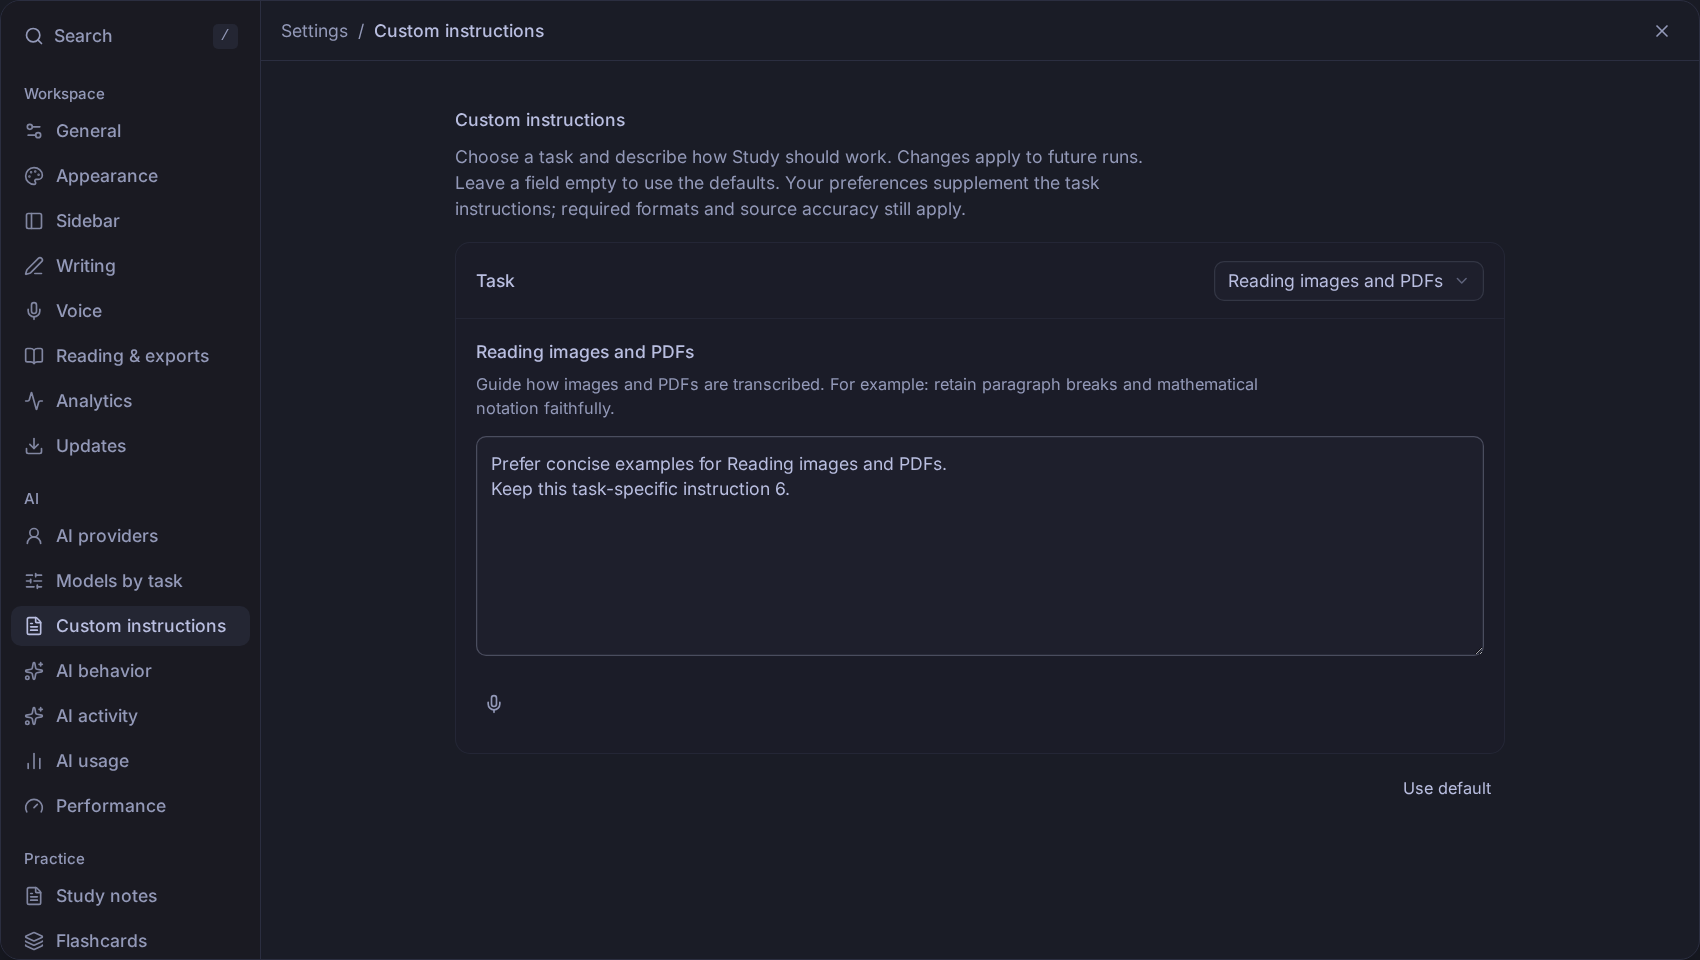 Search
/
Workspace
General
Appearance
Sidebar
Writing
Voice
Reading & exports
Analytics
Updates
AI
AI providers
Models by task
Custom instructions
AI behavior
AI activity
AI usage
Performance
Practice
Study notes
Flashcards
Settings / Custom instructions
Custom instructions
Choose a task and describe how Study should work. Changes apply to future runs.
Leave a field empty to use the defaults. Your preferences supplement the task
instructions; required formats and source accuracy still apply.
Task
Reading images and PDFs
Reading images and PDFs
Guide how images and PDFs are transcribed. For example: retain paragraph breaks and mathematical
notation faithfully.
Prefer concise examples for Reading images and PDFs.
Keep this task-specific instruction 6.
Use default